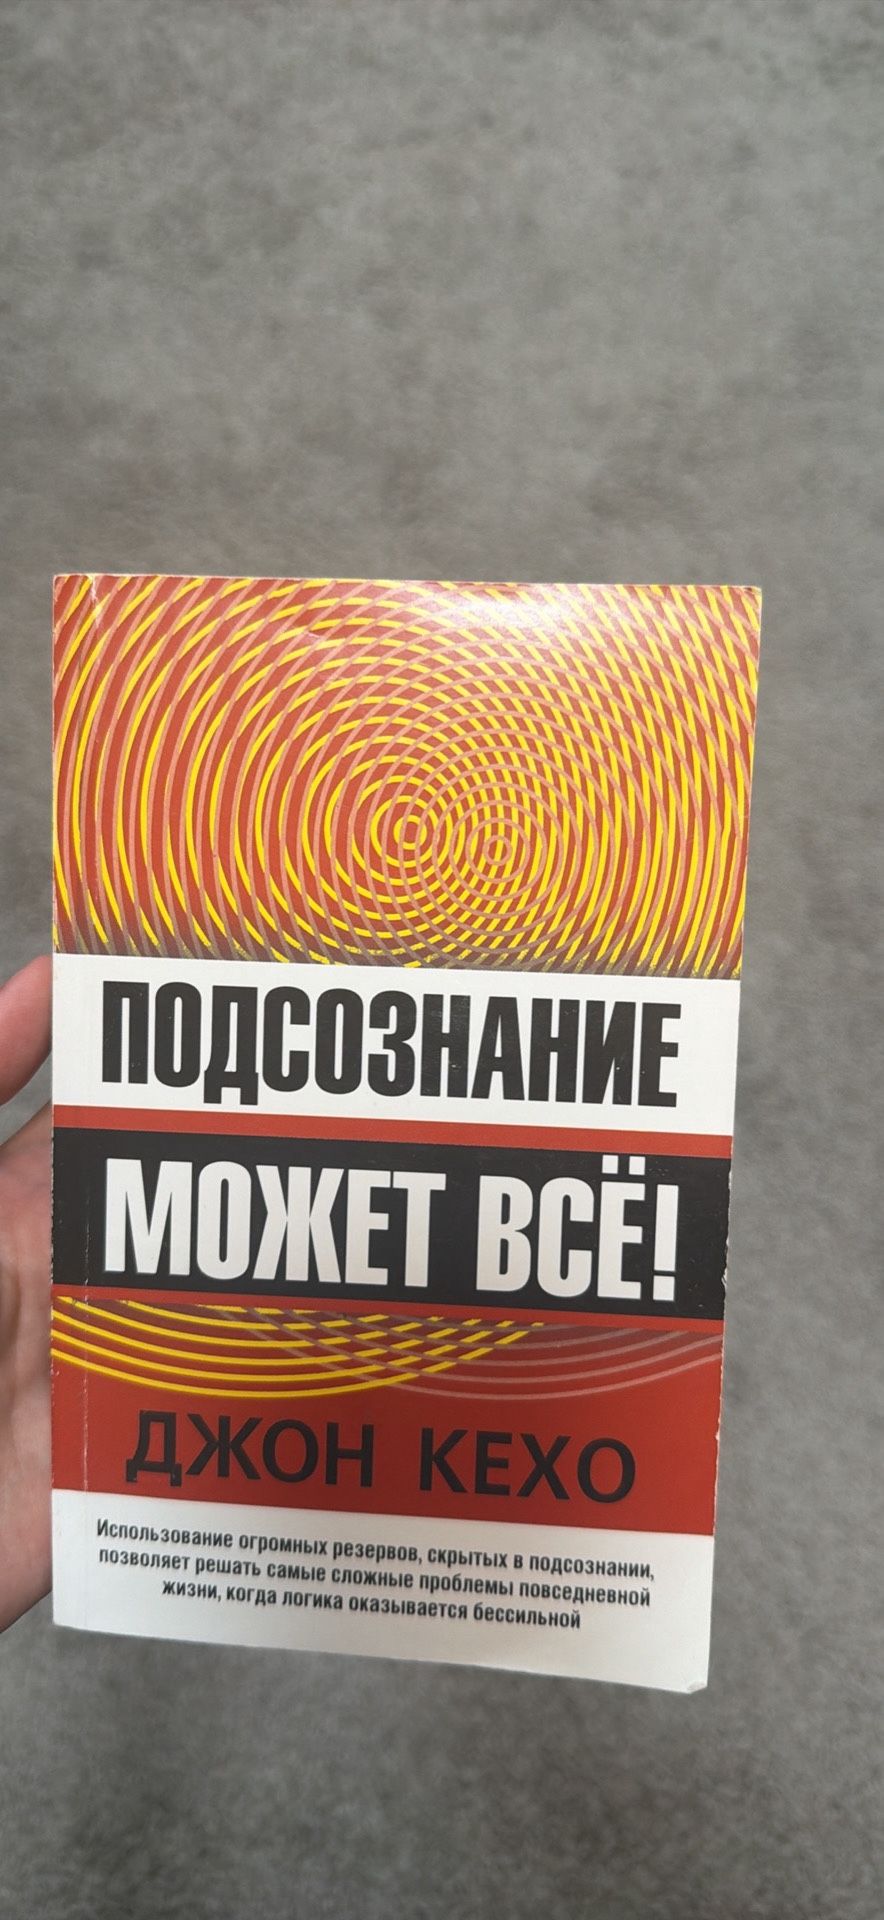 ПОДСОЗНАНИЕ
МОЖЕТ ВСЁ!
ДЖОН КЕХО
Использование огромных резервов, скрытых в подсознании,
позволяет решать самые сложные проблемы повседневной
жизни, когда логика оказывается бессильной